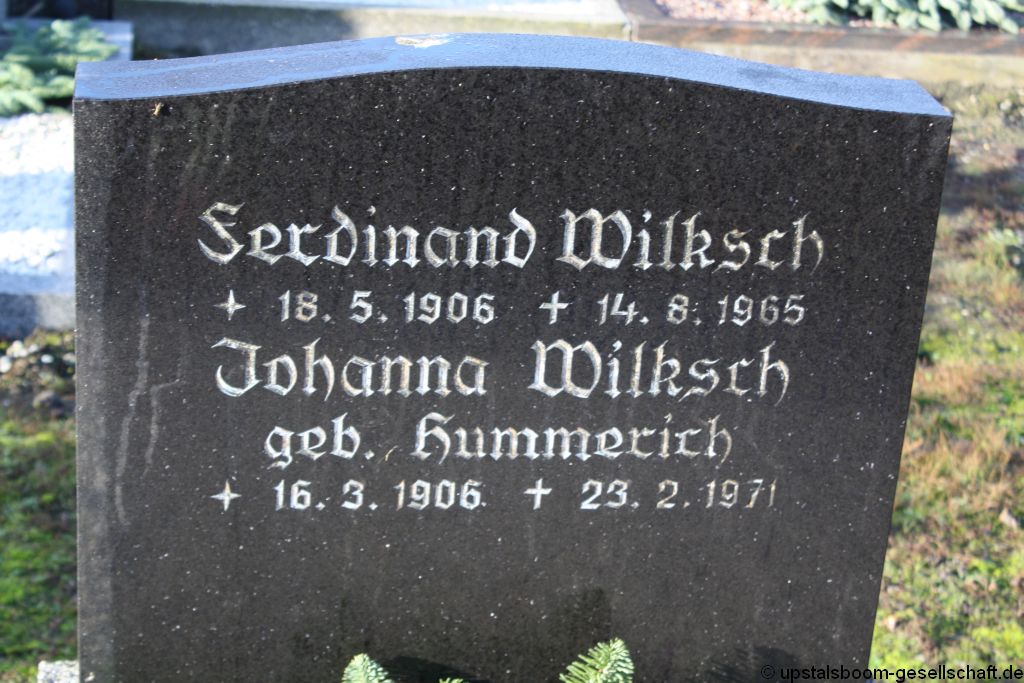 Ferdinand Wilksch
✦ 18. 5. 1906 ✝ 14. 8. 1965
Johanna Wilksch
geb. Hummerich
✦ 16. 3. 1906 ✝ 23. 2. 1971
© upstalsboom-gesellschaft.de